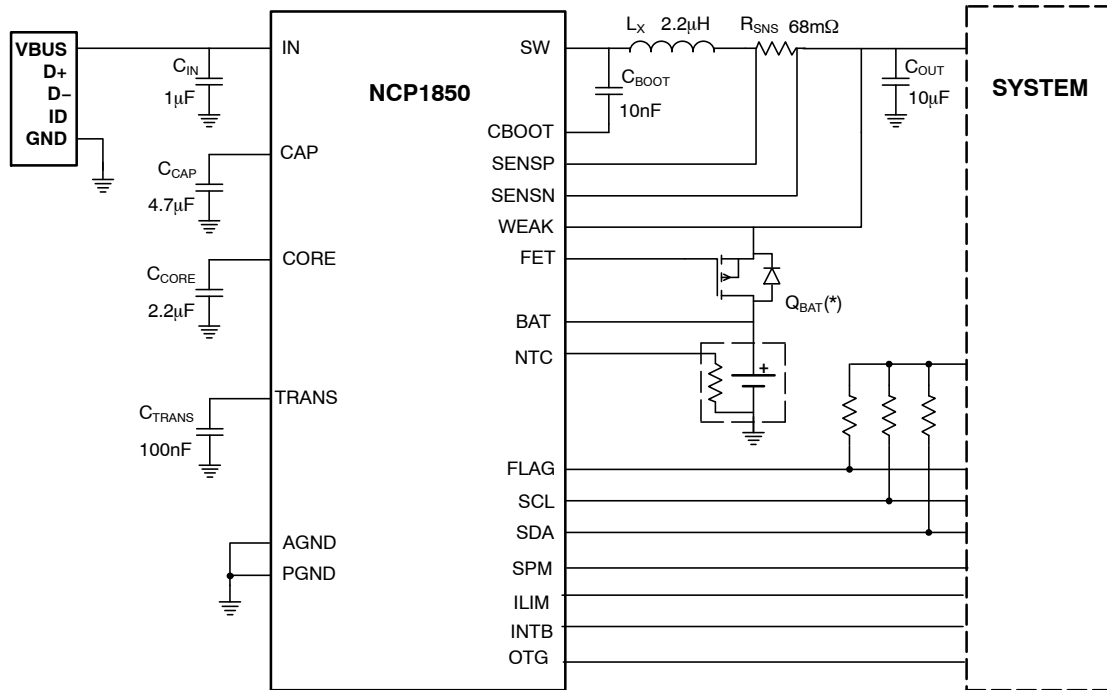 VBUS
D+
D−
ID
GND
C_IN
1μF
C_CAP
4.7μF
C_CORE
2.2μF
C_TRANS
100nF
IN
CAP
CORE
TRANS
AGND
PGND
NCP1850
SW
CBOOT
SENSP
SENSN
WEAK
FET
BAT
NTC
FLAG
SCL
SDA
SPM
ILIM
INTB
OTG
L_X 2.2μH
R_SNS 68mΩ
C_BOOT
10nF
C_OUT
10μF
Q_BAT(*)
+
SYSTEM